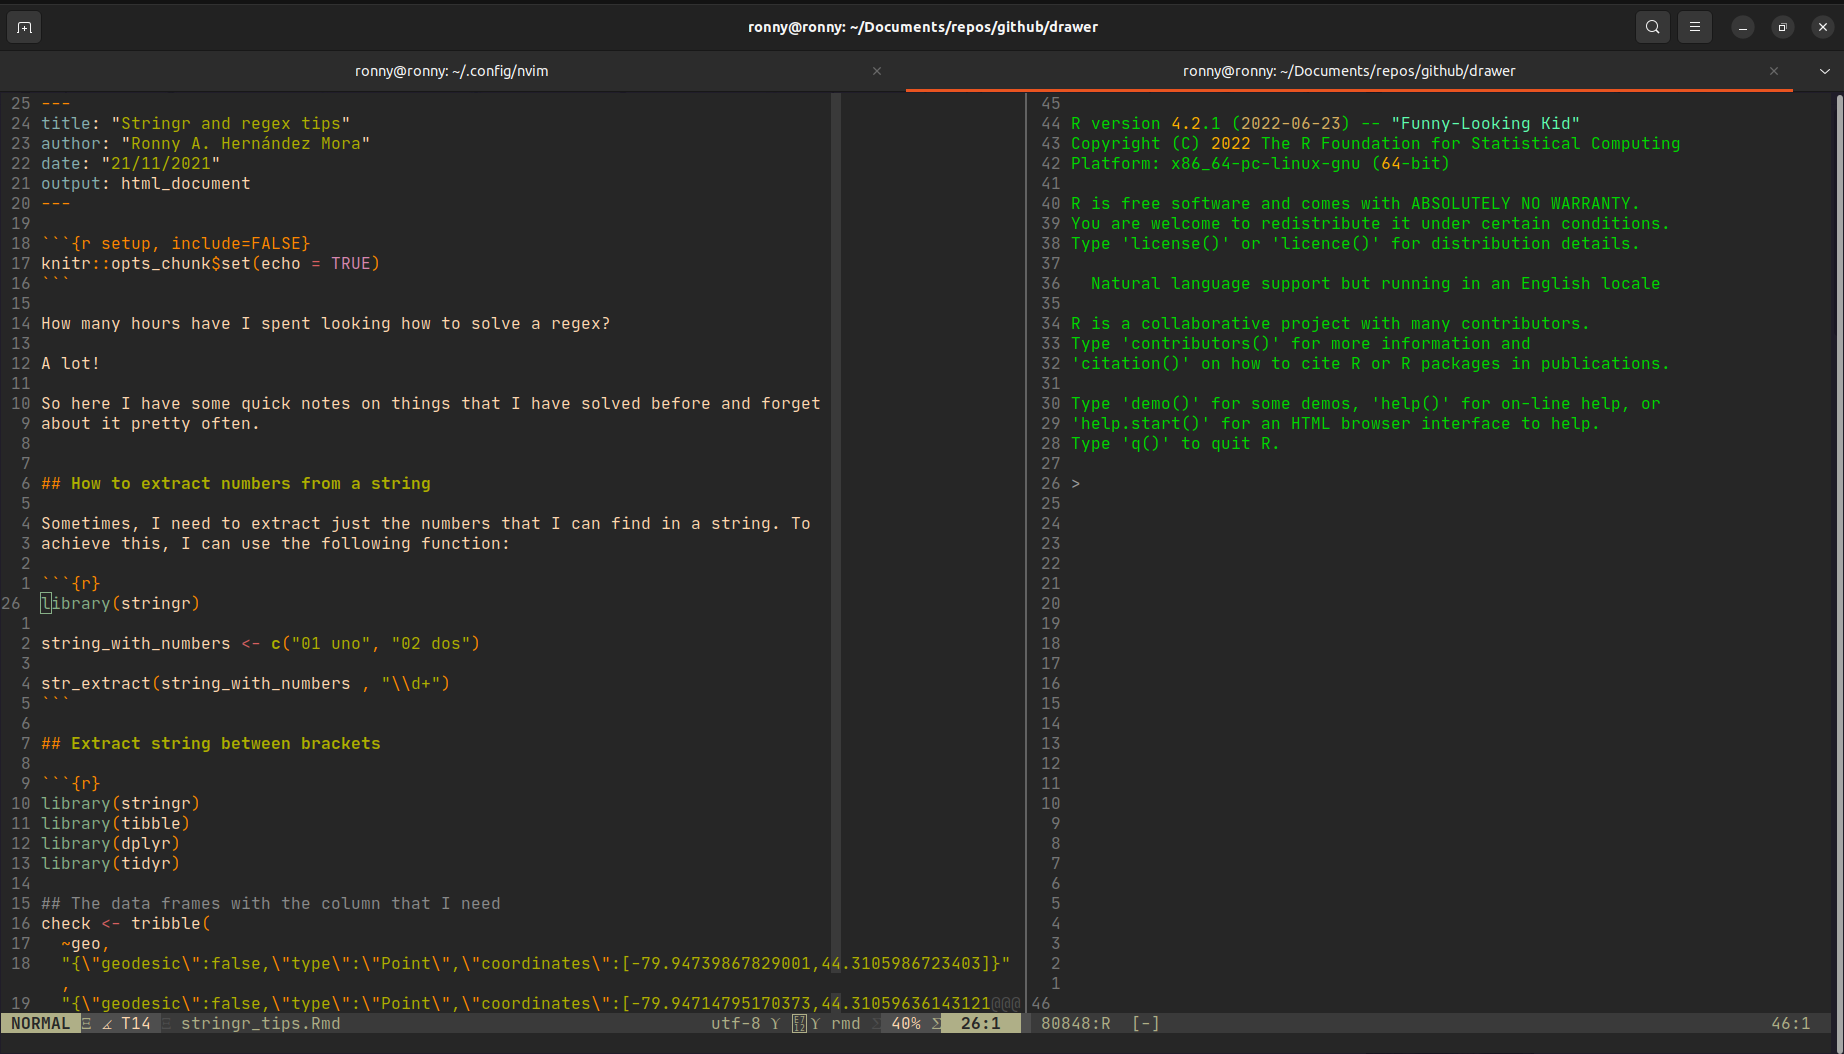 ronny@ronny: ~/Documents/repos/github/drawer
ronny@ronny: ~/.config/nvim
ronny@ronny: ~/Documents/repos/github/drawer
25 ---
24 title: "Stringr and regex tips"
23 author: "Ronny A. Hernández Mora"
22 date: "21/11/2021"
21 output: html_document
20 ---
19
18 ```{r setup, include=FALSE}
17 knitr::opts_chunk$set(echo = TRUE)
16 ```
15
14 How many hours have I spent looking how to solve a regex?
13
12 A lot!
11
10 So here I have some quick notes on things that I have solved before and forget
9 about it pretty often.
8
7
6 ## How to extract numbers from a string
5
4 Sometimes, I need to extract just the numbers that I can find in a string. To
3 achieve this, I can use the following function:
2
1 ```{r}
26 library(stringr)
1
2 string_with_numbers <- c("01 uno", "02 dos")
3
4 str_extract(string_with_numbers , "\\d+")
5 ```
6
7 ## Extract string between brackets
8
9 ```{r}
10 library(stringr)
11 library(tibble)
12 library(dplyr)
13 library(tidyr)
14
15 ## The data frames with the column that I need
16 check <- tribble(
17   ~geo,
18   "{\"geodesic\":false,\"type\":\"Point\",\"coordinates\":[-79.94739867829001,44.3105986723403]}"
,
19   "{\"geodesic\":false,\"type\":\"Point\",\"coordinates\":[-79.94714795170373,44.31059636143121@@@
NORMAL T14 stringr_tips.Rmd utf-8 rmd 40% 26:1
45
44 R version 4.2.1 (2022-06-23) -- "Funny-Looking Kid"
43 Copyright (C) 2022 The R Foundation for Statistical Computing
42 Platform: x86_64-pc-linux-gnu (64-bit)
41
40 R is free software and comes with ABSOLUTELY NO WARRANTY.
39 You are welcome to redistribute it under certain conditions.
38 Type 'license()' or 'licence()' for distribution details.
37
36   Natural language support but running in an English locale
35
34 R is a collaborative project with many contributors.
33 Type 'contributors()' for more information and
32 'citation()' on how to cite R or R packages in publications.
31
30 Type 'demo()' for some demos, 'help()' for on-line help, or
29 'help.start()' for an HTML browser interface to help.
28 Type 'q()' to quit R.
27
26 >
25
24
23
22
21
20
19
18
17
16
15
14
13
12
11
10
9
8
7
6
5
4
3
2
1
46
80848:R [-] 46:1